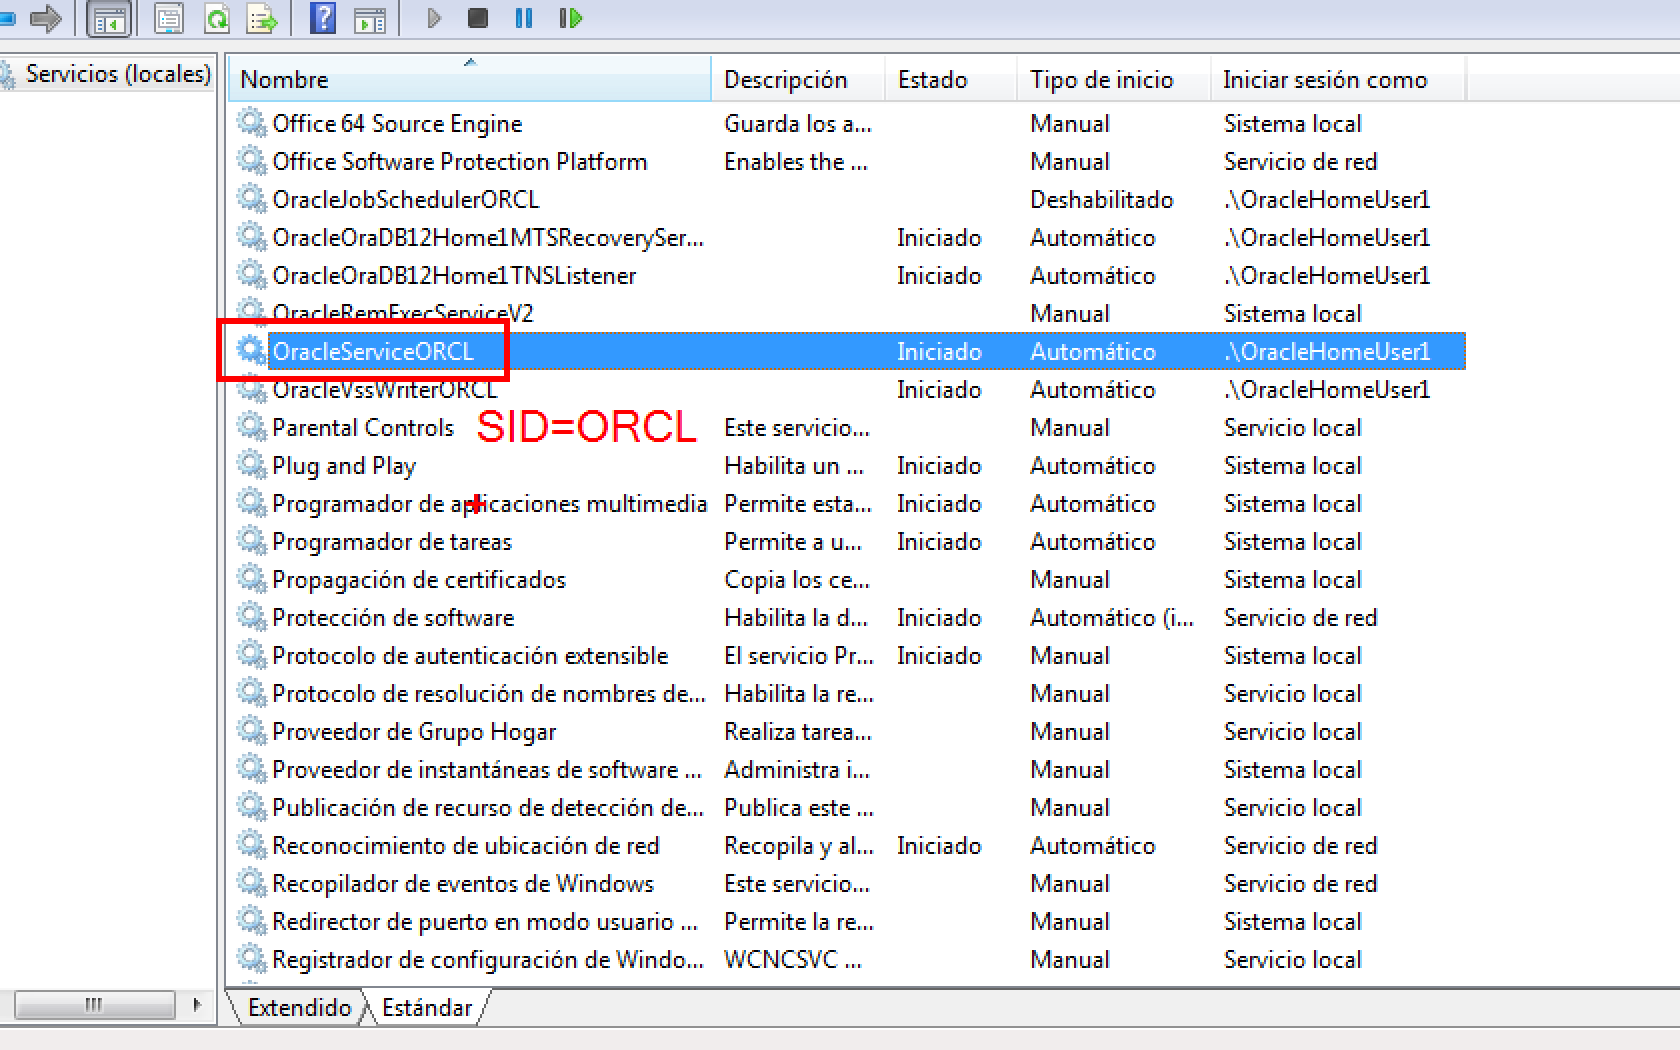 Servicios (locales)
Nombre Descripción Estado Tipo de inicio Iniciar sesión como
Office 64 Source Engine Guarda los a... Manual Sistema local
Office Software Protection Platform Enables the ... Manual Servicio de red
OracleJobSchedulerORCL Deshabilitado .\OracleHomeUser1
OracleOraDB12Home1MTSRecoverySer... Iniciado Automático .\OracleHomeUser1
OracleOraDB12Home1TNSListener Iniciado Automático .\OracleHomeUser1
OracleRemExecServiceV2 Manual Sistema local
OracleServiceORCL Iniciado Automático .\OracleHomeUser1
OracleVssWriterORCL Iniciado Automático .\OracleHomeUser1
Parental Controls SID=ORCL Este servicio... Manual Servicio local
Plug and Play Habilita un ... Iniciado Automático Sistema local
Programador de aplicaciones multimedia Permite esta... Iniciado Automático Sistema local
Programador de tareas Permite a u... Iniciado Automático Sistema local
Propagación de certificados Copia los ce... Manual Sistema local
Protección de software Habilita la d... Iniciado Automático (i... Servicio de red
Protocolo de autenticación extensible El servicio Pr... Iniciado Manual Sistema local
Protocolo de resolución de nombres de... Habilita la re... Manual Servicio local
Proveedor de Grupo Hogar Realiza tarea... Manual Servicio local
Proveedor de instantáneas de software ... Administra i... Manual Sistema local
Publicación de recurso de detección de... Publica este ... Manual Servicio local
Reconocimiento de ubicación de red Recopila y al... Iniciado Automático Servicio de red
Recopilador de eventos de Windows Este servicio... Manual Servicio de red
Redirector de puerto en modo usuario ... Permite la re... Manual Sistema local
Registrador de configuración de Windo... WCNCSVC ... Manual Servicio local
Extendido Estándar